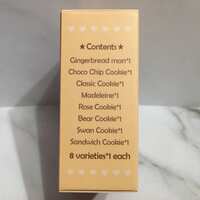 ★ Contents ★
Gingerbread man*1
Choco Chip Cookie*1
Classic Cookie*1
Madeleine*1
Rose Cookie*1
Bear Cookie*1
Swan Cookie*1
Sandwich Cookie*1
8 varieties*1 each